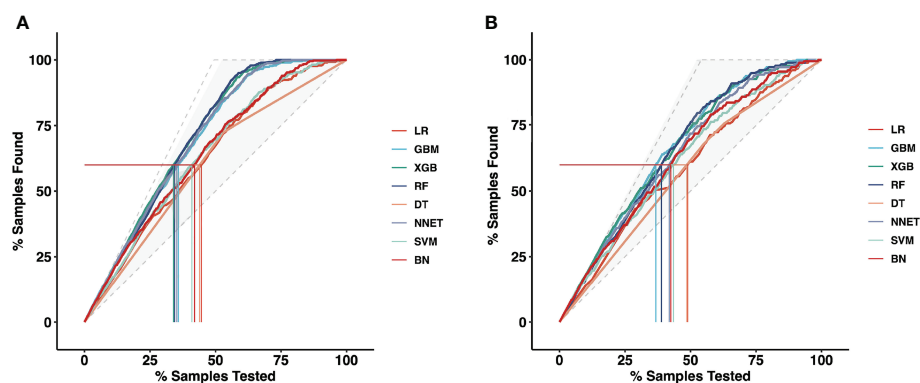 A
% Samples Found
100
75
50
25
0
0 25 50 75 100
% Samples Tested
LR
GBM
XGB
RF
DT
NNET
SVM
BN
B
% Samples Found
100
75
50
25
0
0 25 50 75 100
% Samples Tested
LR
GBM
XGB
RF
DT
NNET
SVM
BN